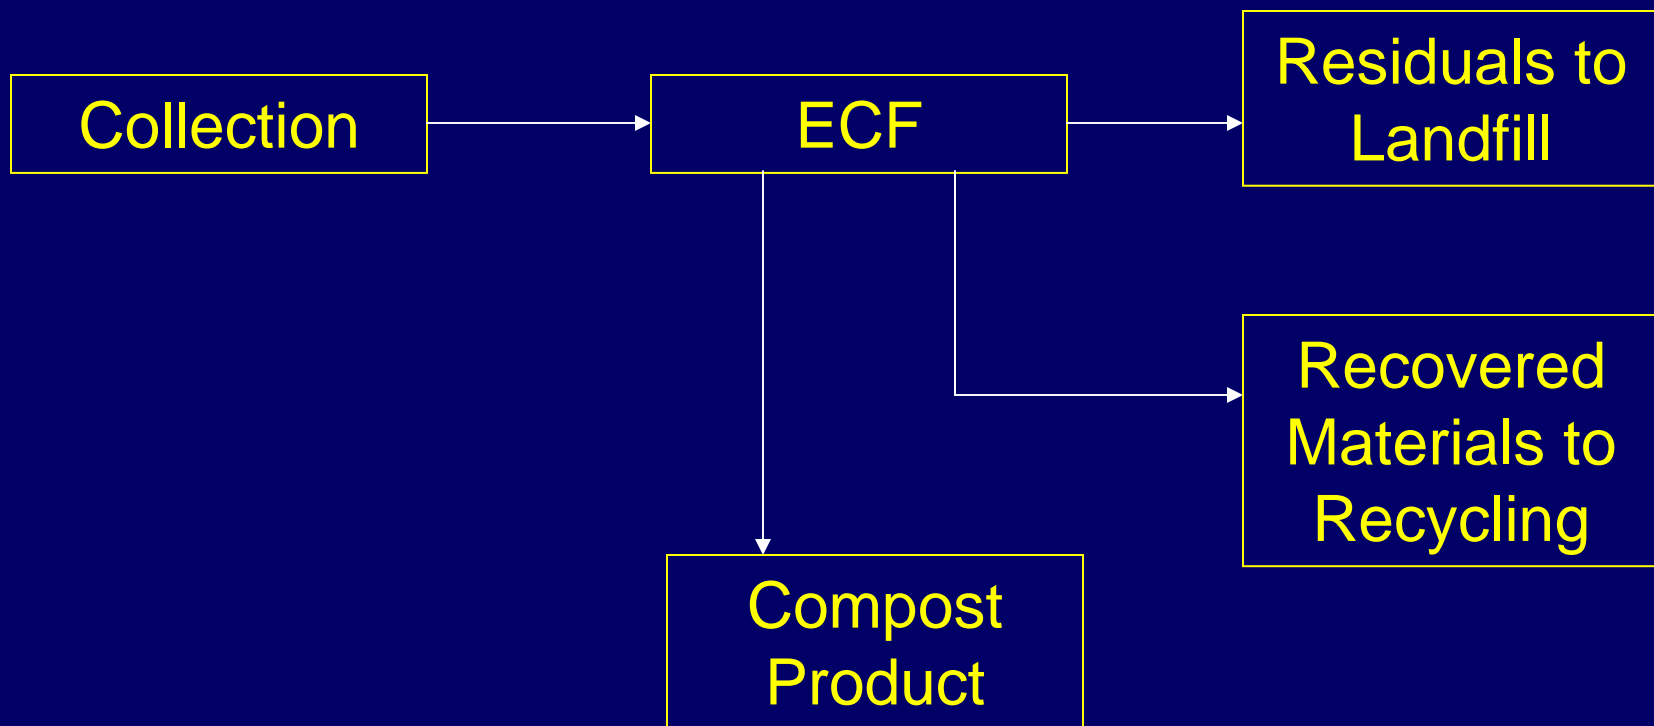 Collection
ECF
Residuals to
Landfill
Recovered
Materials to
Recycling
Compost
Product